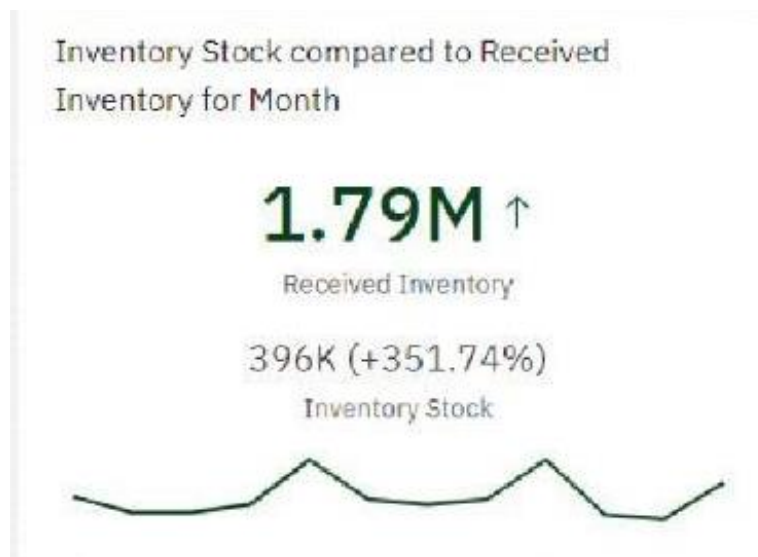 Inventory Stock compared to Received
Inventory for Month
1.79M ↑
Received Inventory
396K (+351.74%)
Inventory Stock